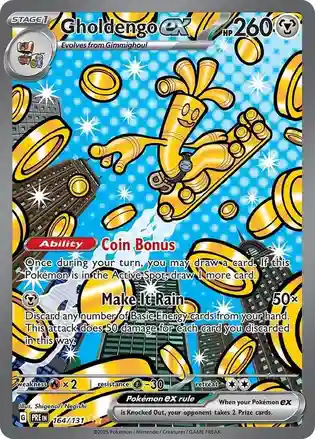 STAGE 1
Gholdengo ex
HP 260
Evolves from Gimmighoul
Ability Coin Bonus
Once during your turn, you may draw a card. If this
Pokémon is in the Active Spot, draw 1 more card.
Make It Rain 50×
Discard any number of Basic Energy cards from your hand.
This attack does 50 damage for each card you discarded
in this way.
weakness ×2 resistance -30 retreat
Pokémon ex rule
When your Pokémon ex
is Knocked Out, your opponent takes 2 Prize cards.
Illus. Slugenor / Negishi
G PRE EN 164/131
©2025 Pokémon / Nintendo / Creatures / GAME FREAK